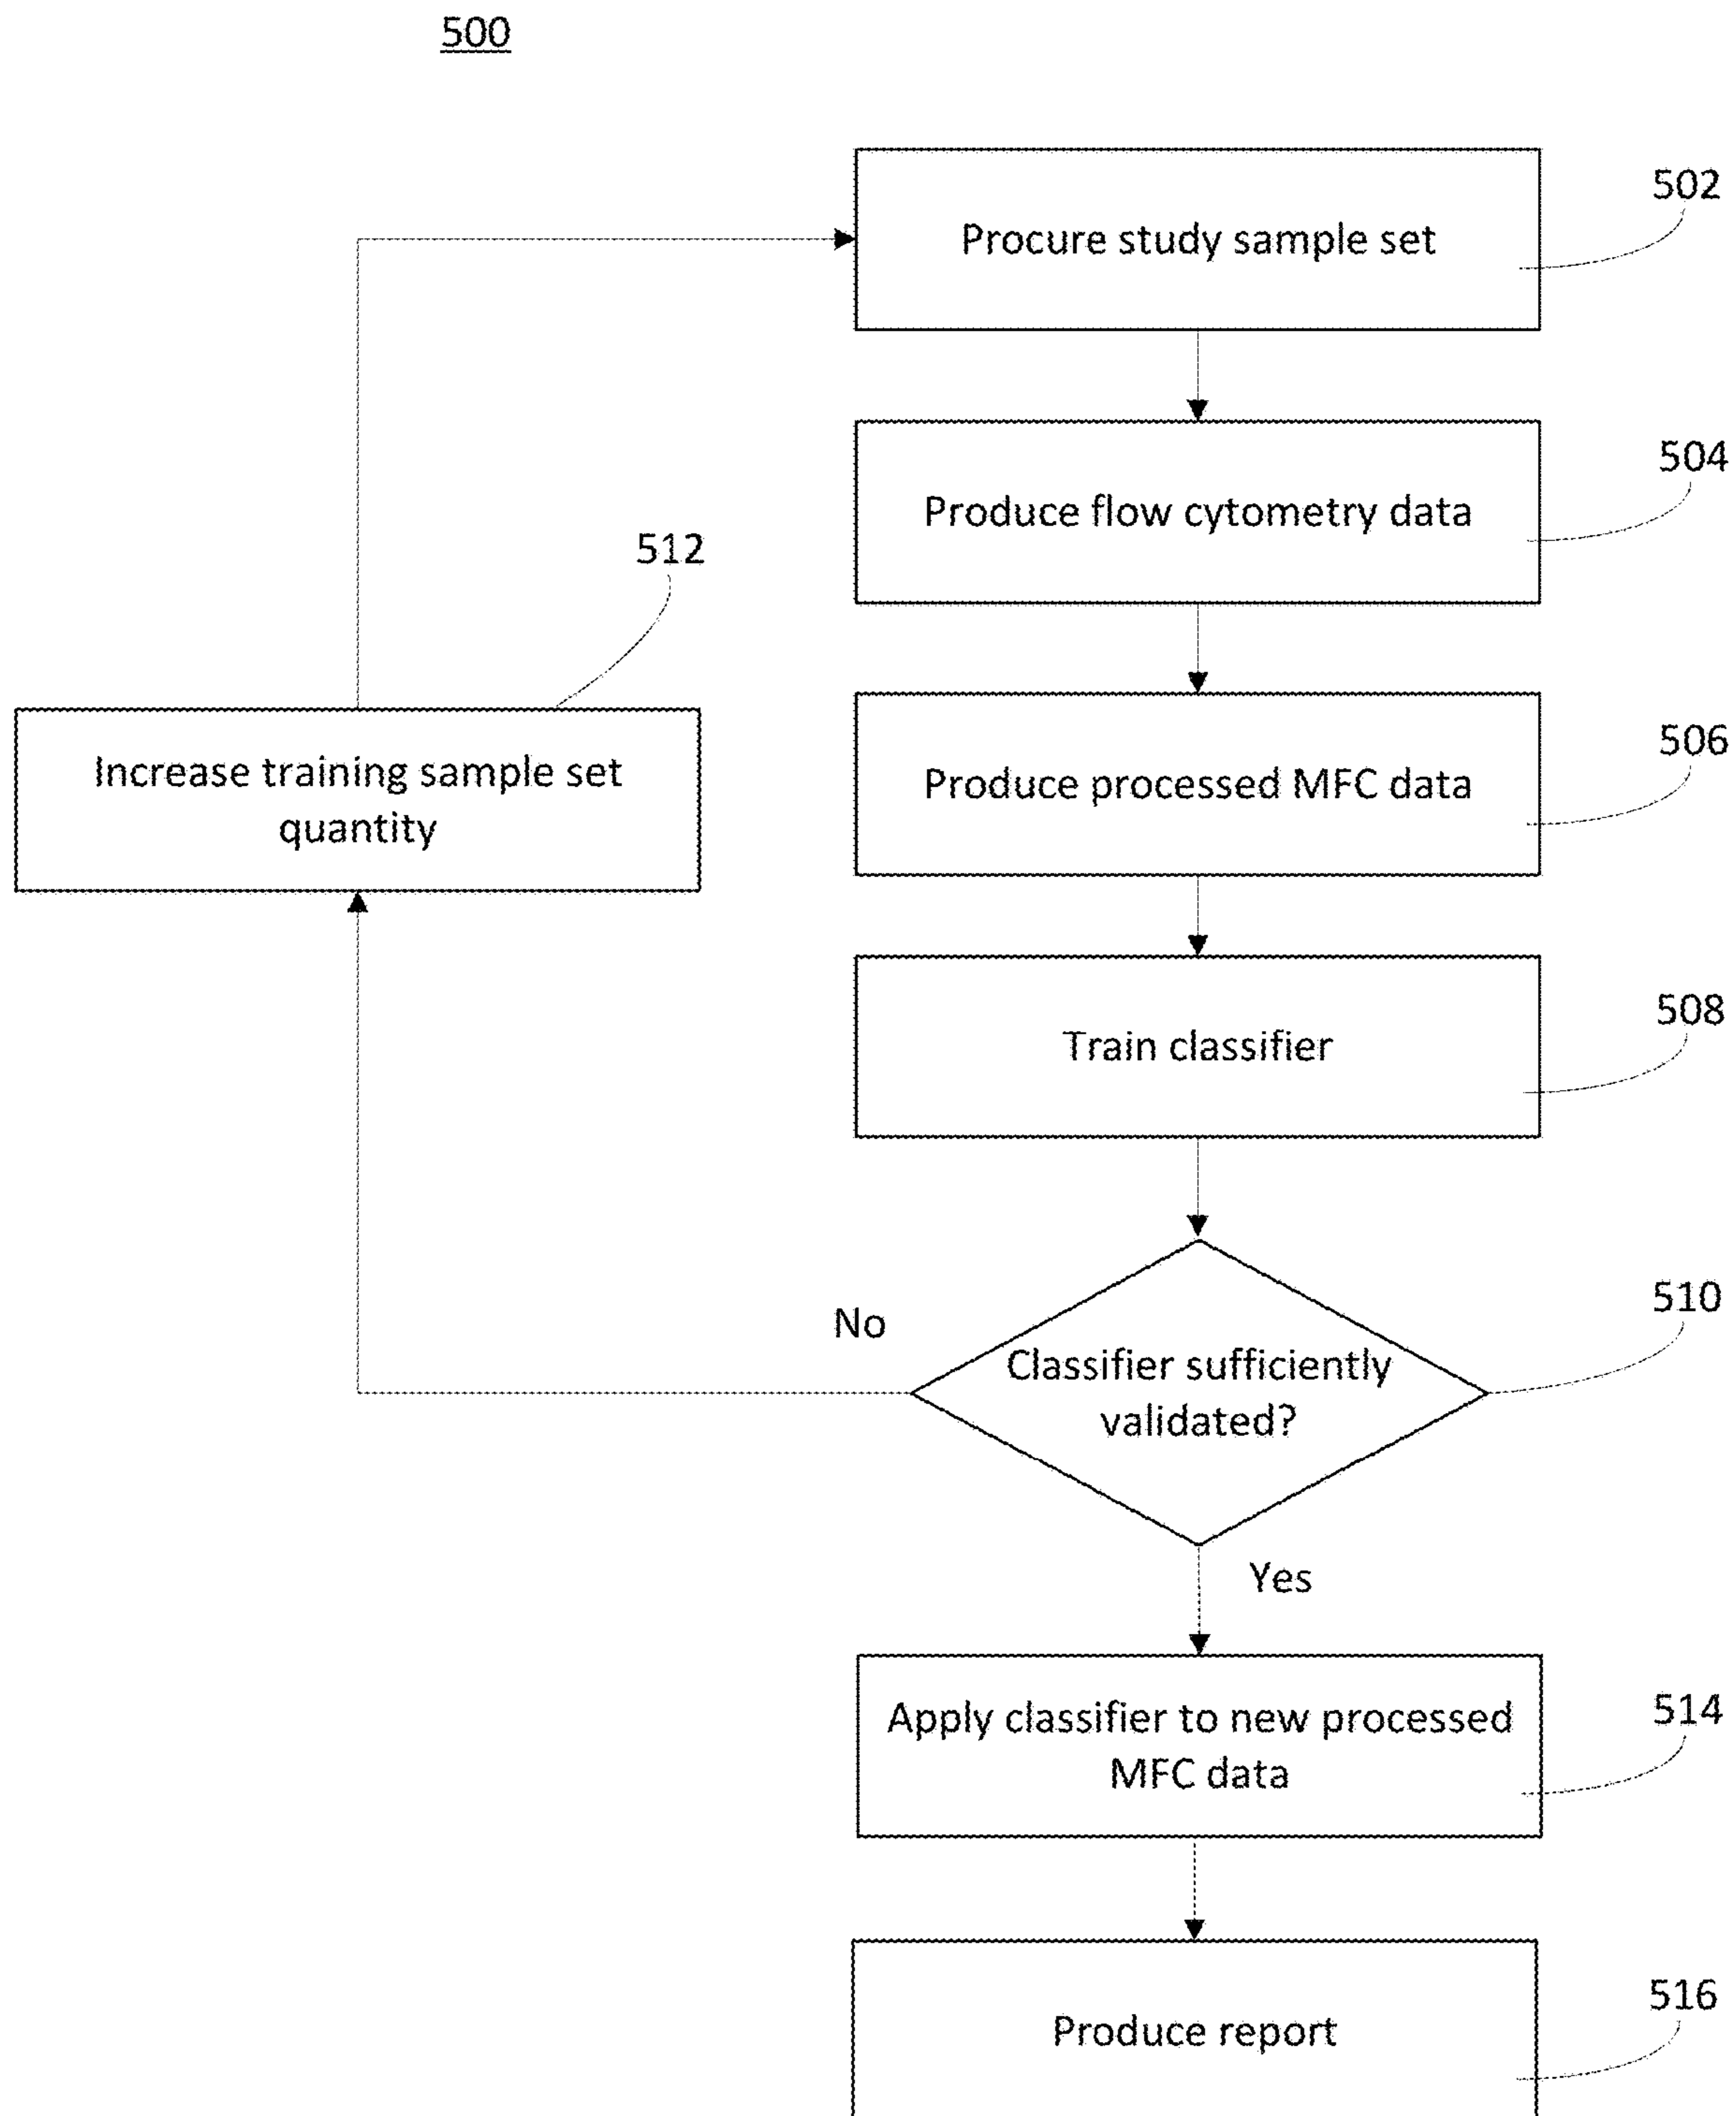 500
Procure study sample set
502
Produce flow cytometry data
504
512
Increase training sample set
quantity
Produce processed MFC data
506
Train classifier
508
No
Classifier sufficiently
validated?
510
Yes
Apply classifier to new processed
MFC data
514
Produce report
516